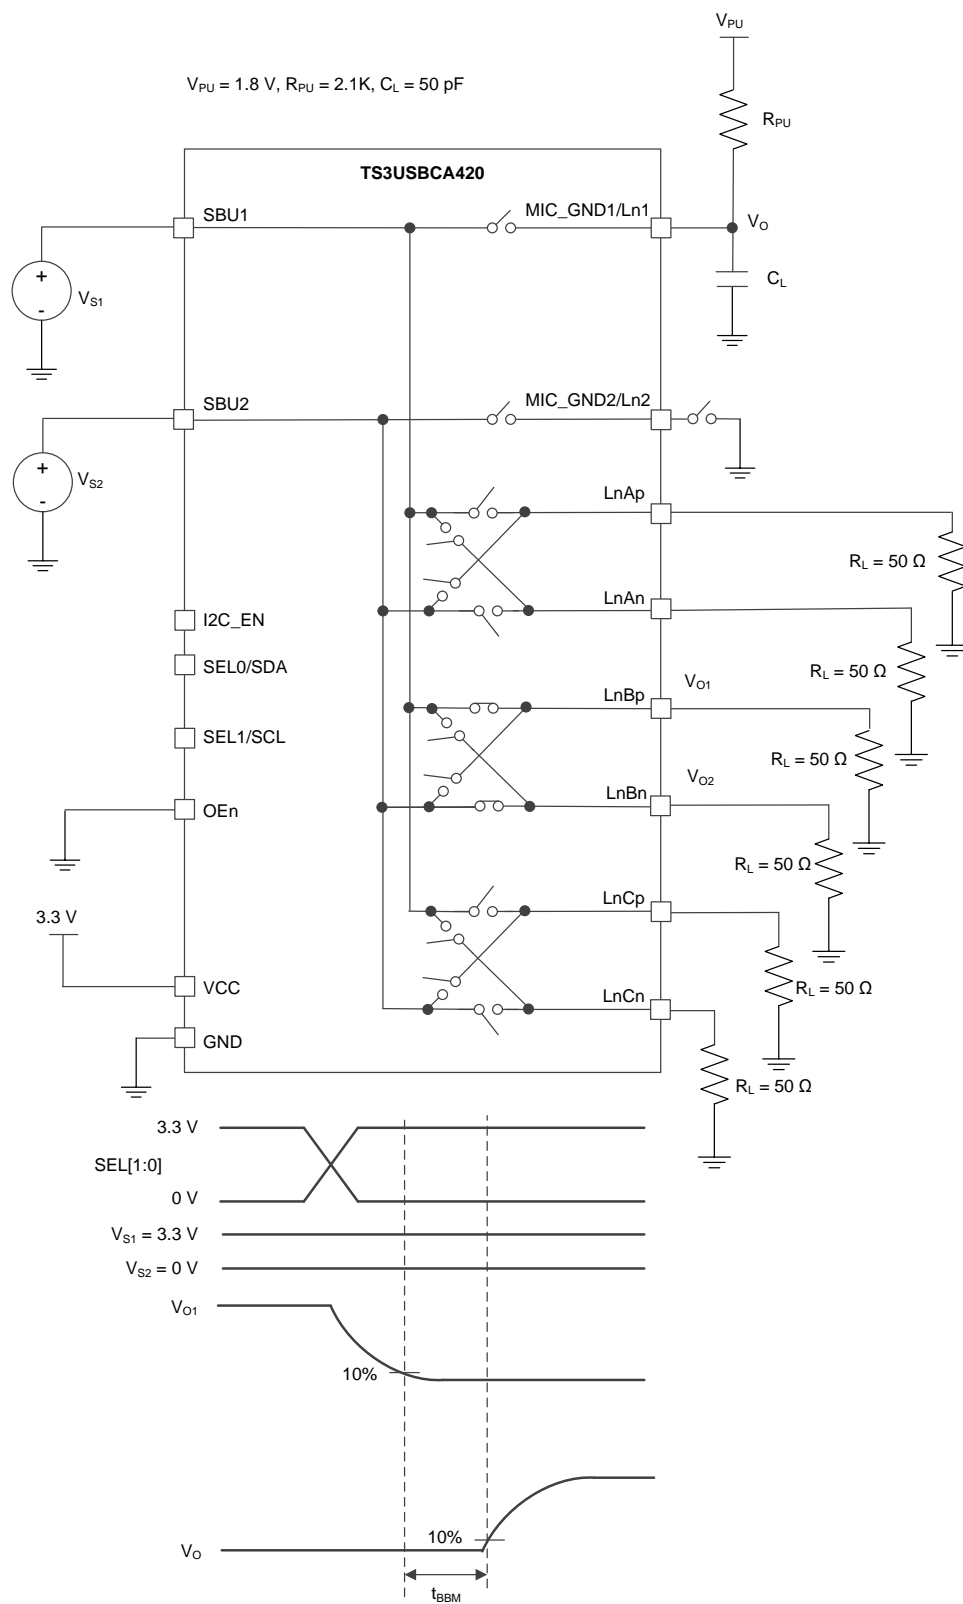 V_PU
V_PU = 1.8 V, R_PU = 2.1K, C_L = 50 pF
R_PU
TS3USBCA420
SBU1
MIC_GND1/Ln1
V_O
+
-
V_S1
C_L
SBU2
MIC_GND2/Ln2
+
-
V_S2
LnAp
R_L = 50 Ω
I2C_EN
LnAn
SEL0/SDA
R_L = 50 Ω
V_O1
LnBp
SEL1/SCL
R_L = 50 Ω
V_O2
LnBn
OEn
R_L = 50 Ω
LnCp
3.3 V
VCC
LnCn
R_L = 50 Ω
GND
R_L = 50 Ω
3.3 V
SEL[1:0]
0 V
V_S1 = 3.3 V
V_S2 = 0 V
V_O1
10%
10%
V_O
t_BBM